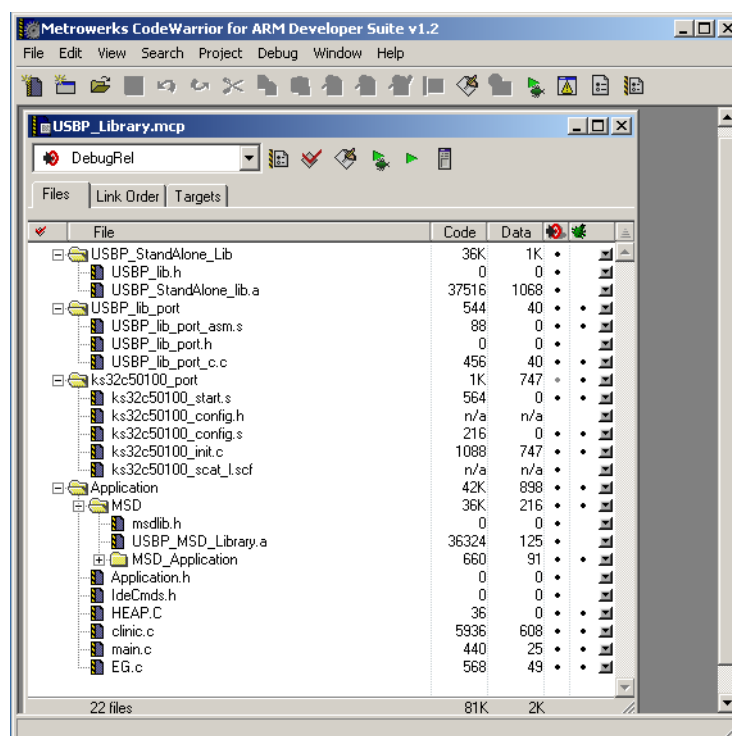 Metrowerks CodeWarrior for ARM Developer Suite v1.2
File Edit View Search Project Debug Window Help
USBP_Library.mcp
DebugRel
Files Link Order Targets
File Code Data
USBP_StandAlone_Lib 36K 1K
USBP_lib.h 0 0
USBP_StandAlone_lib.a 37516 1068
USBP_lib_port 544 40
USBP_lib_port_asm.s 88 0
USBP_lib_port.h 0 0
USBP_lib_port_c.c 456 40
ks32c50100_port 1K 747
ks32c50100_start.s 564 0
ks32c50100_config.h n/a n/a
ks32c50100_config.s 216 0
ks32c50100_init.c 1088 747
ks32c50100_scat_l.scf n/a n/a
Application 42K 898
MSD 36K 216
msdlib.h 0 0
USBP_MSD_Library.a 36324 125
MSD_Application 660 91
Application.h 0 0
IdeCmds.h 0 0
HEAP.C 36 0
clinic.c 5936 608
main.c 440 25
EG.c 568 49
22 files 81K 2K